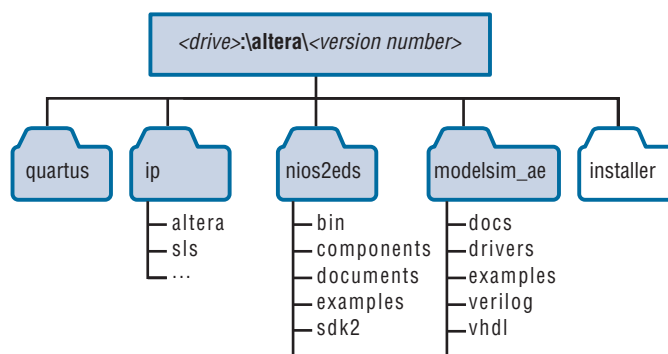 <drive>:\altera\<version number>
quartus
ip
nios2eds
modelsim_ae
installer
altera
sls
...
bin
components
documents
examples
sdk2
docs
drivers
examples
verilog
vhdl